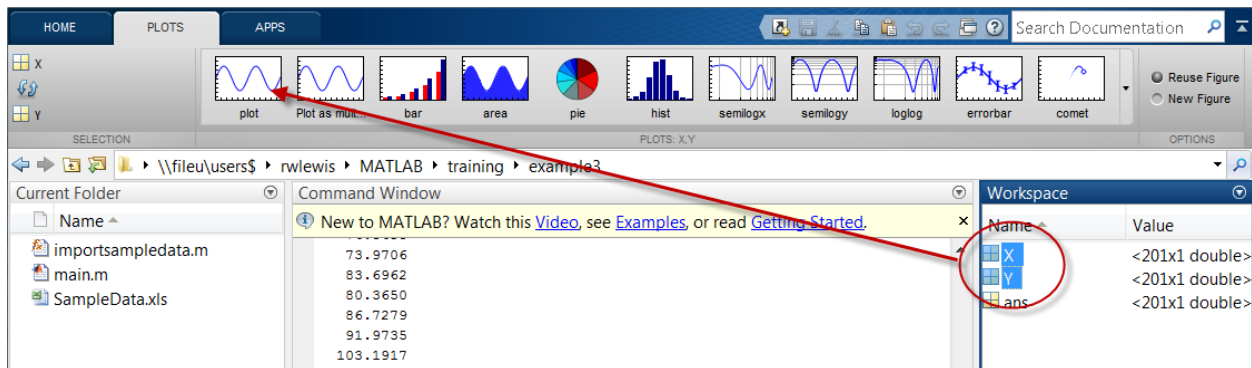 HOME PLOTS APPS Search Documentation
X
Y
plot Plot as mult... bar area pie hist semilogx semilogy loglog errorbar comet
Reuse Figure
New Figure
SELECTION PLOTS: X,Y OPTIONS
\\fileu\users$ rwlewis MATLAB training example3
Current Folder
Name
importsampledata.m
main.m
SampleData.xls
Command Window
New to MATLAB? Watch this Video, see Examples, or read Getting Started.
73.9706
83.6962
80.3650
86.7279
91.9735
103.1917
Workspace
Name Value
X <201x1 double>
Y <201x1 double>
ans <201x1 double>